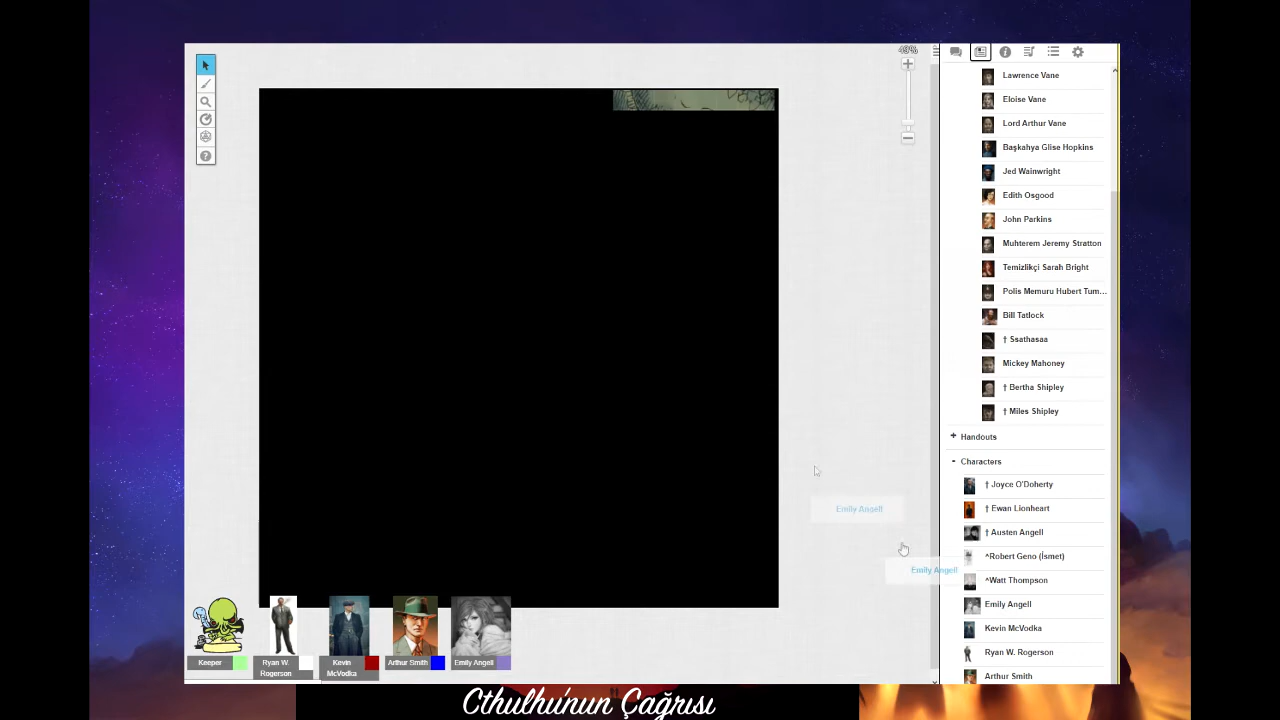 49%
Lawrence Vane
Eloise Vane
Lord Arthur Vane
Başkahya Glise Hopkins
Jed Wainwright
Edith Osgood
John Parkins
Muhterem Jeremy Stratton
Temizlikçi Sarah Bright
Polis Memuru Hubert Tum...
Bill Tatlock
† Ssathasaa
Mickey Mahoney
† Bertha Shipley
† Miles Shipley
+ Handouts
- Characters
† Joyce O'Doherty
† Ewan Lionheart
† Austen Angell
^Robert Geno (İsmet)
^Watt Thompson
Emily Angell
Kevin McVodka
Ryan W. Rogerson
Arthur Smith
Emily Angell
Emily Angell
Keeper
Ryan W.
Rogerson
Kevin
McVodka
Arthur Smith
Emily Angell
Cthulhu'nun Çağrısı